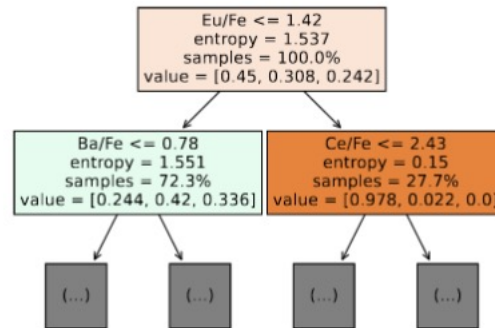 Eu/Fe <= 1.42
entropy = 1.537
samples = 100.0%
value = [0.45, 0.308, 0.242]
Ba/Fe <= 0.78
entropy = 1.551
samples = 72.3%
value = [0.244, 0.42, 0.336]
Ce/Fe <= 2.43
entropy = 0.15
samples = 27.7%
value = [0.978, 0.022, 0.0]
(...)
(...)
(...)
(...)